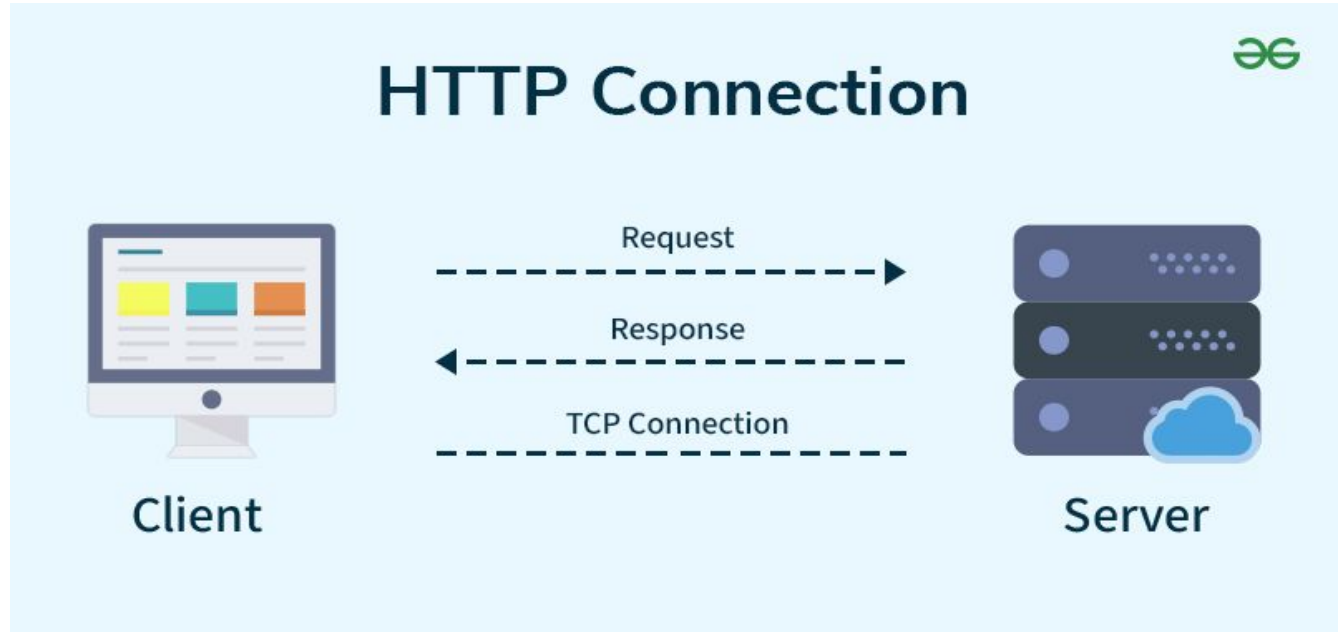 HTTP Connection
Request
Response
TCP Connection
Client
Server